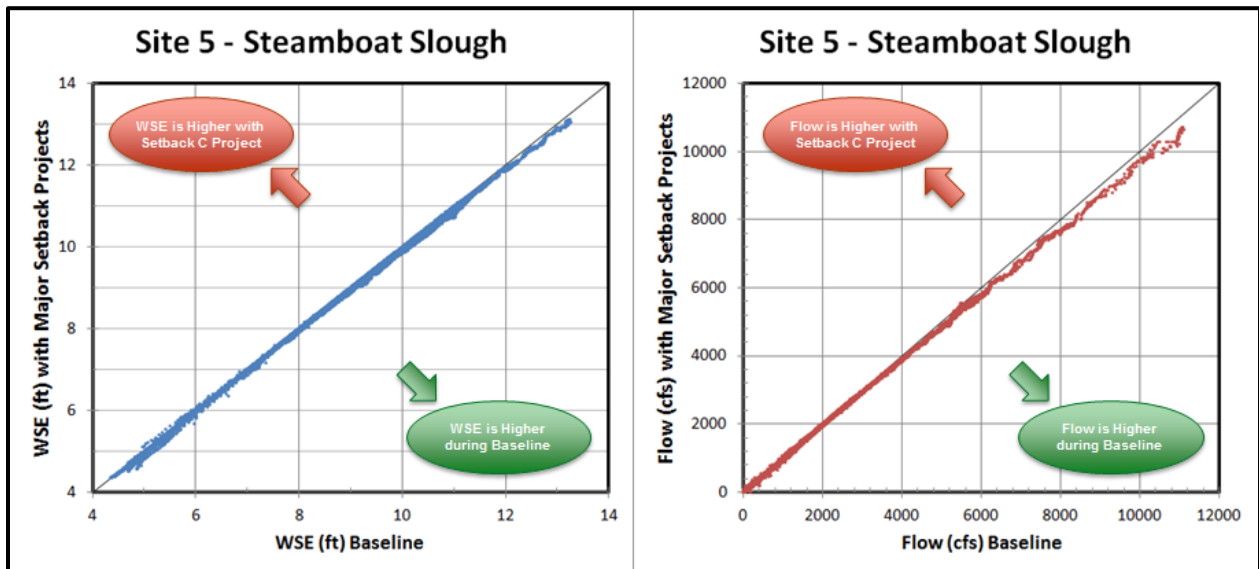 Site 5 - Steamboat Slough
WSE (ft) with Major Setback Projects
14
12
10
8
6
4
WSE is Higher with
Setback C Project
WSE is Higher
during Baseline
4
6
8
10
12
14
WSE (ft) Baseline
Site 5 - Steamboat Slough
Flow (cfs) with Major Setback Projects
12000
10000
8000
6000
4000
2000
0
Flow is Higher with
Setback C Project
Flow is Higher
during Baseline
0
2000
4000
6000
8000
10000
12000
Flow (cfs) Baseline